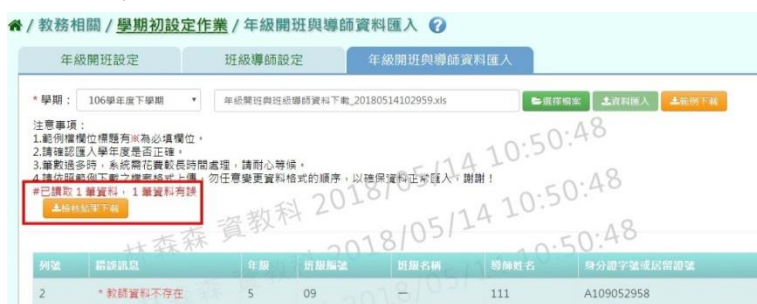 / 教務相關 / 學期初設定作業 / 年級開班與導師資料匯入 ?
年級開班設定 班級導師設定 年級開班與導師資料匯入
* 學期： 106學年度下學期 年級開班與班級導師資料下載_20180514102959.xls 選擇檔案 資料匯入 範例下載
注意事項：
1.範例檔欄位標題有※為必填欄位。
2.請確認匯入學年度是否正確。
3.筆數過多時，系統需花費較長時間處理，請耐心等候。
4.請依照範例下載之檔案格式上傳，勿任意變更資料格式的順序，以確保資料正常匯入，謝謝！
#已讀取 1 筆資料， 1 筆資料有誤
檢核結果下載
林森森 資教科 2018/05/14 10:50:48
2018/05/14 10:50:48
10:50:48
列號 錯誤訊息 年級 班級編號 班級名稱 導師姓名 身分證字號或居留證號
2 * 教師資料不存在 5 09 — 111 A109052958